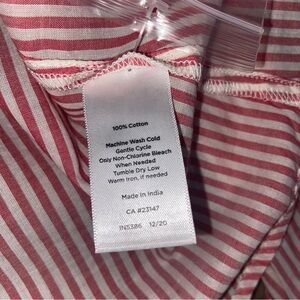 100% Cotton
Machine Wash Cold
Gentle Cycle
Only Non-Chlorine Bleach
When Needed
Tumble Dry Low
Warm Iron, if needed
Made in India
CA #23147
IN5386 12/20